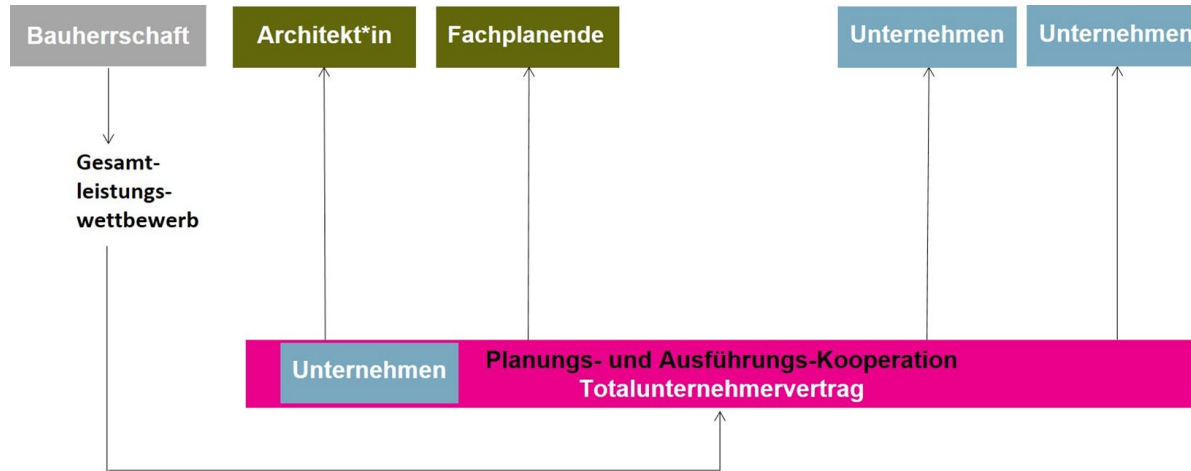 Bauherrschaft
Architekt*in
Fachplanende
Unternehmen
Unternehmen
Gesamt-
leistungs-
wettbewerb
Unternehmen
Planungs- und Ausführungs-Kooperation
Totalunternehmervertrag